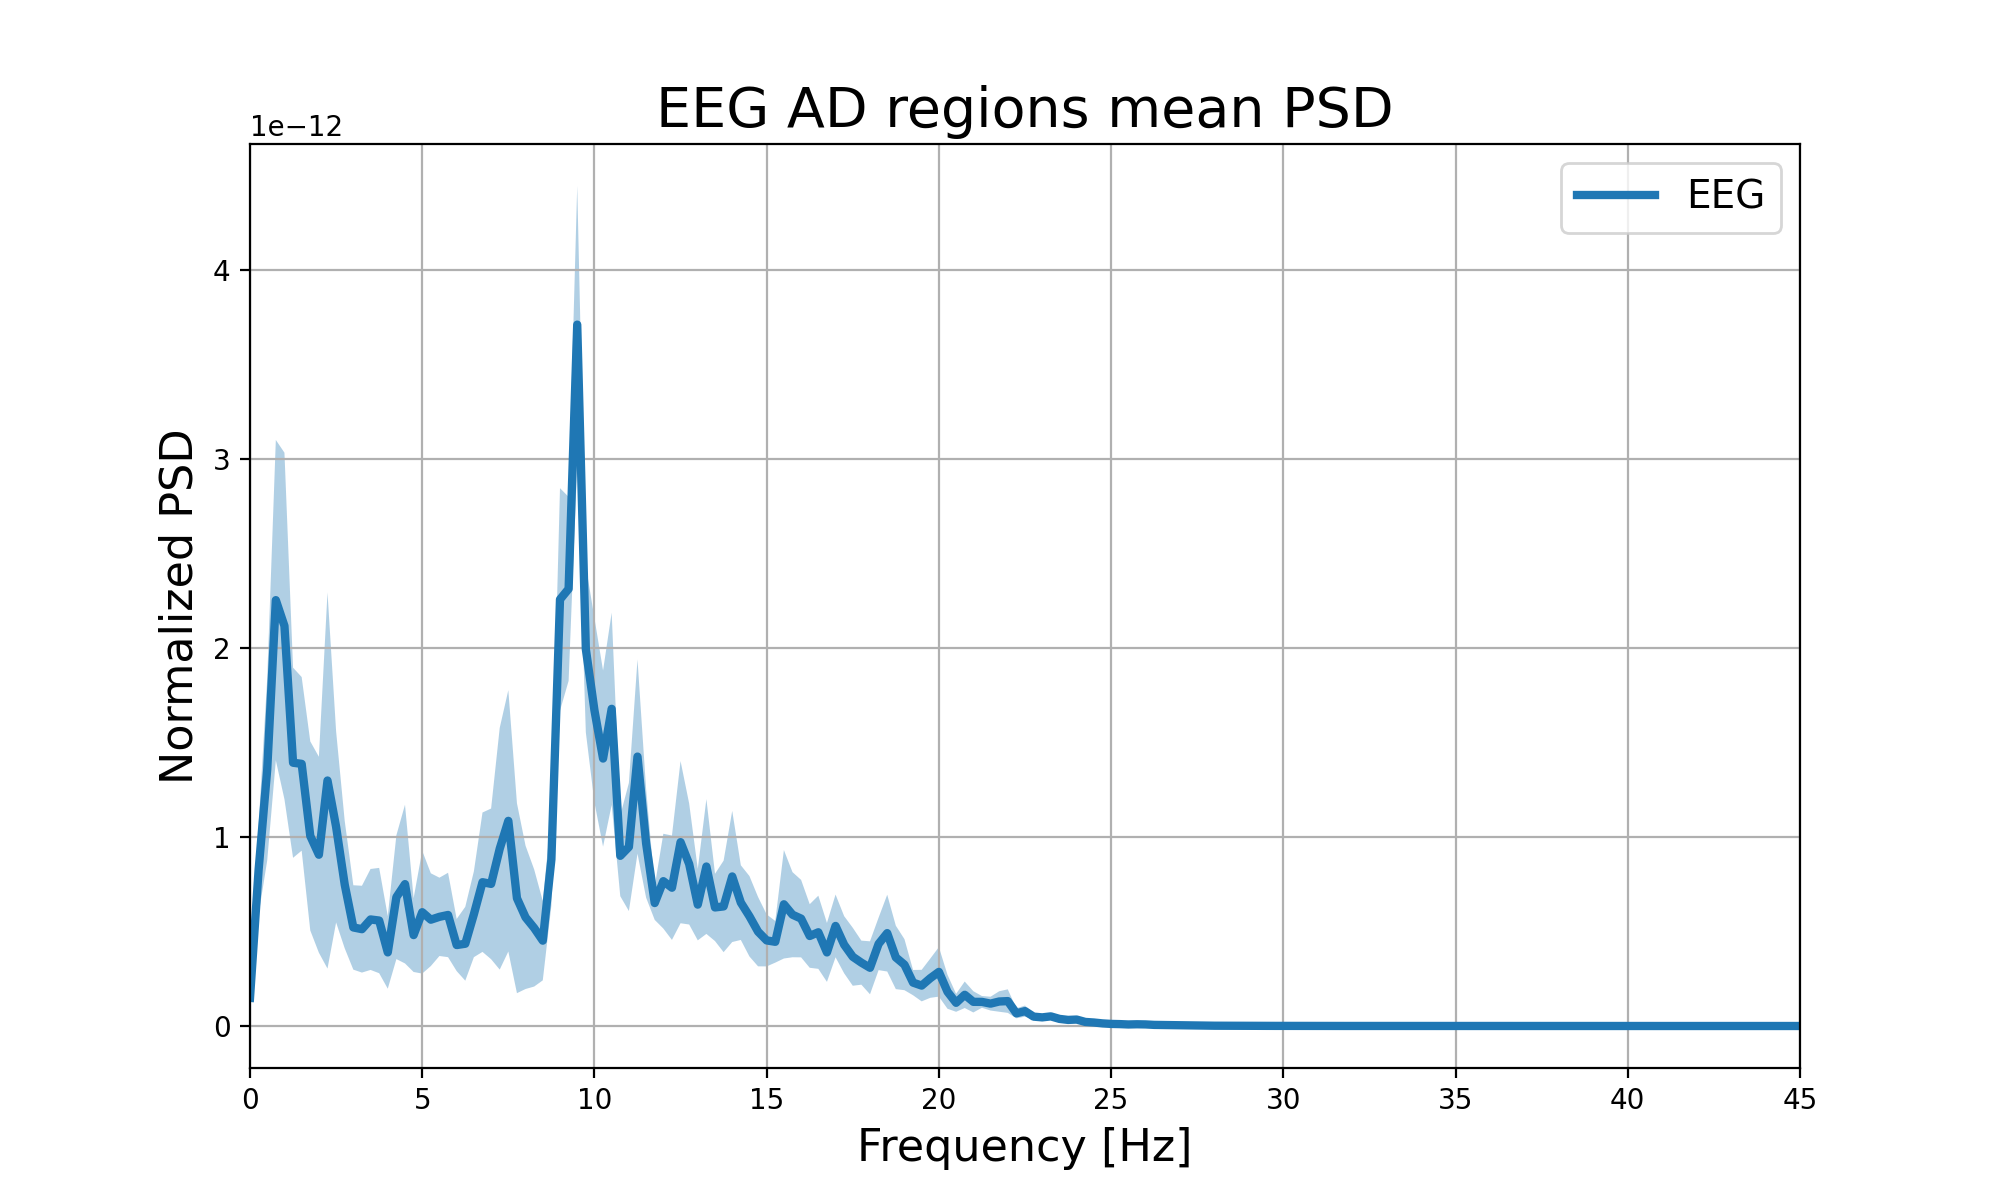 EEG AD regions mean PSD
1e−12
EEG
4
3
2
1
0
Normalized PSD
0 5 10 15 20 25 30 35 40 45
Frequency [Hz]